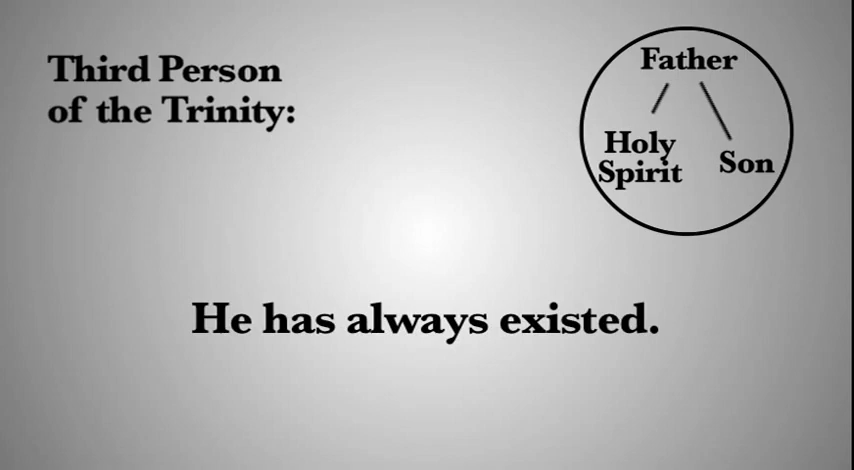 Third Person
of the Trinity:
Father
Holy
Spirit
Son
He has always existed.